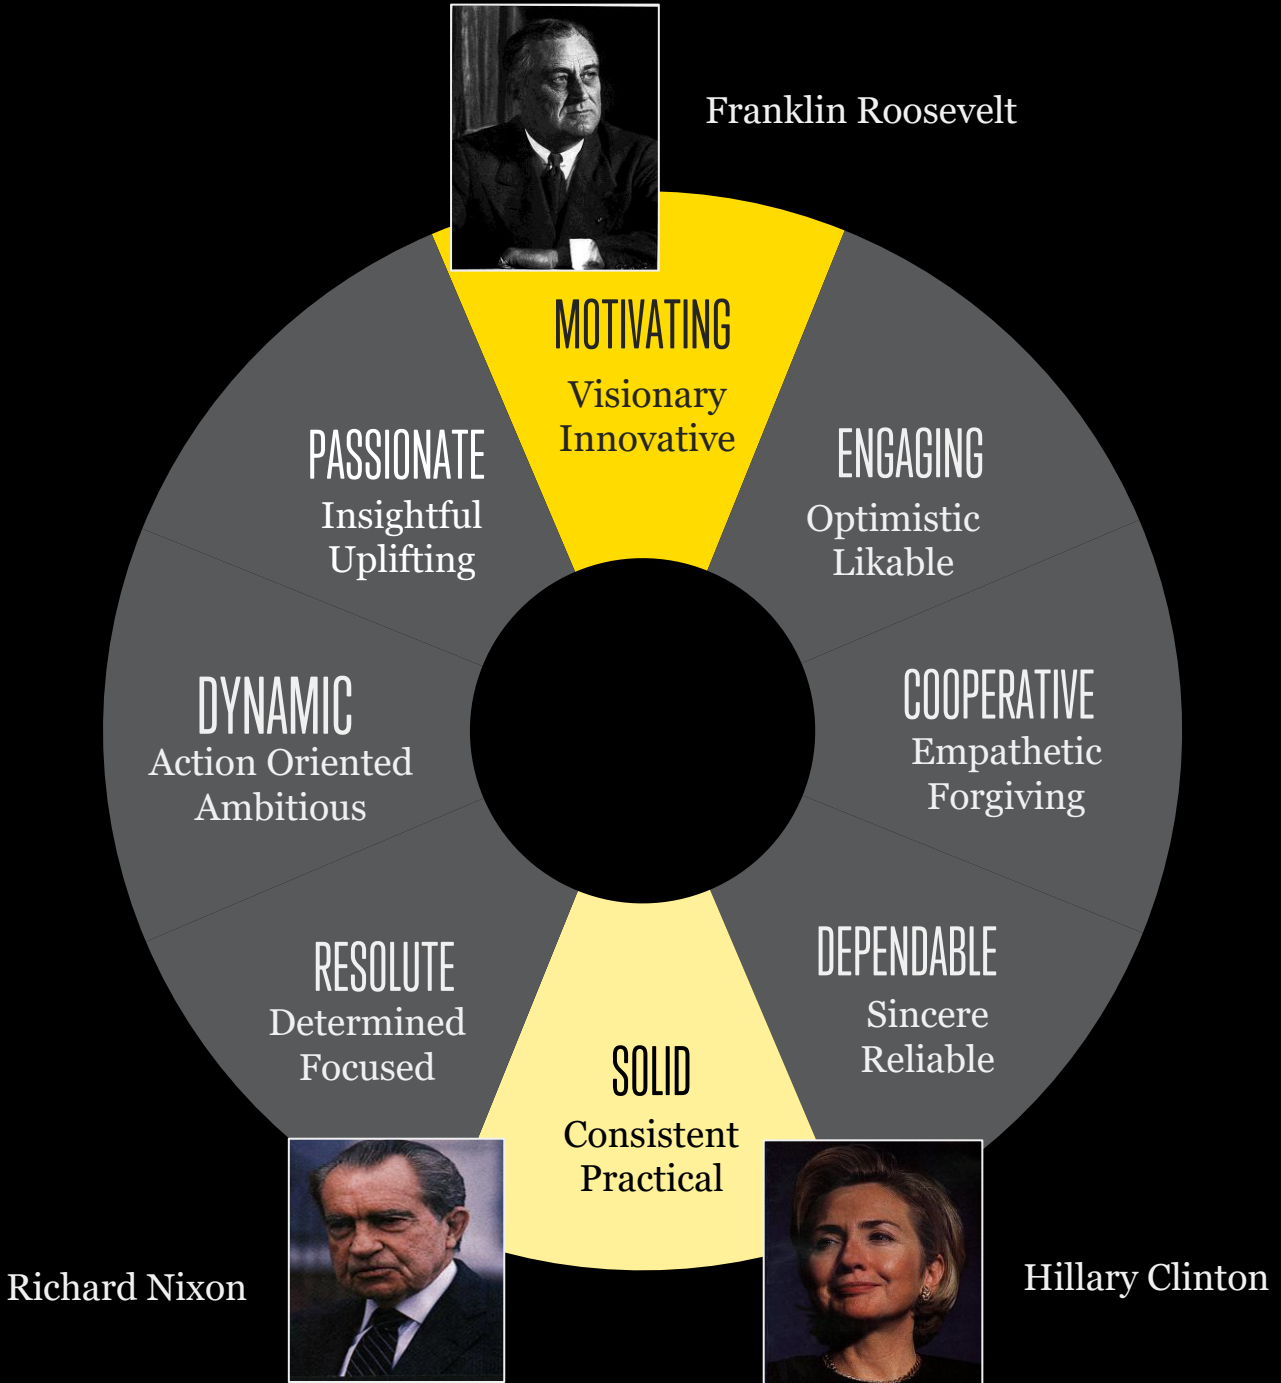 Franklin Roosevelt
MOTIVATING
Visionary
Innovative
PASSIONATE
Insightful
Uplifting
ENGAGING
Optimistic
Likable
DYNAMIC
Action Oriented
Ambitious
COOPERATIVE
Empathetic
Forgiving
RESOLUTE
Determined
Focused
DEPENDABLE
Sincere
Reliable
SOLID
Consistent
Practical
Richard Nixon
Hillary Clinton